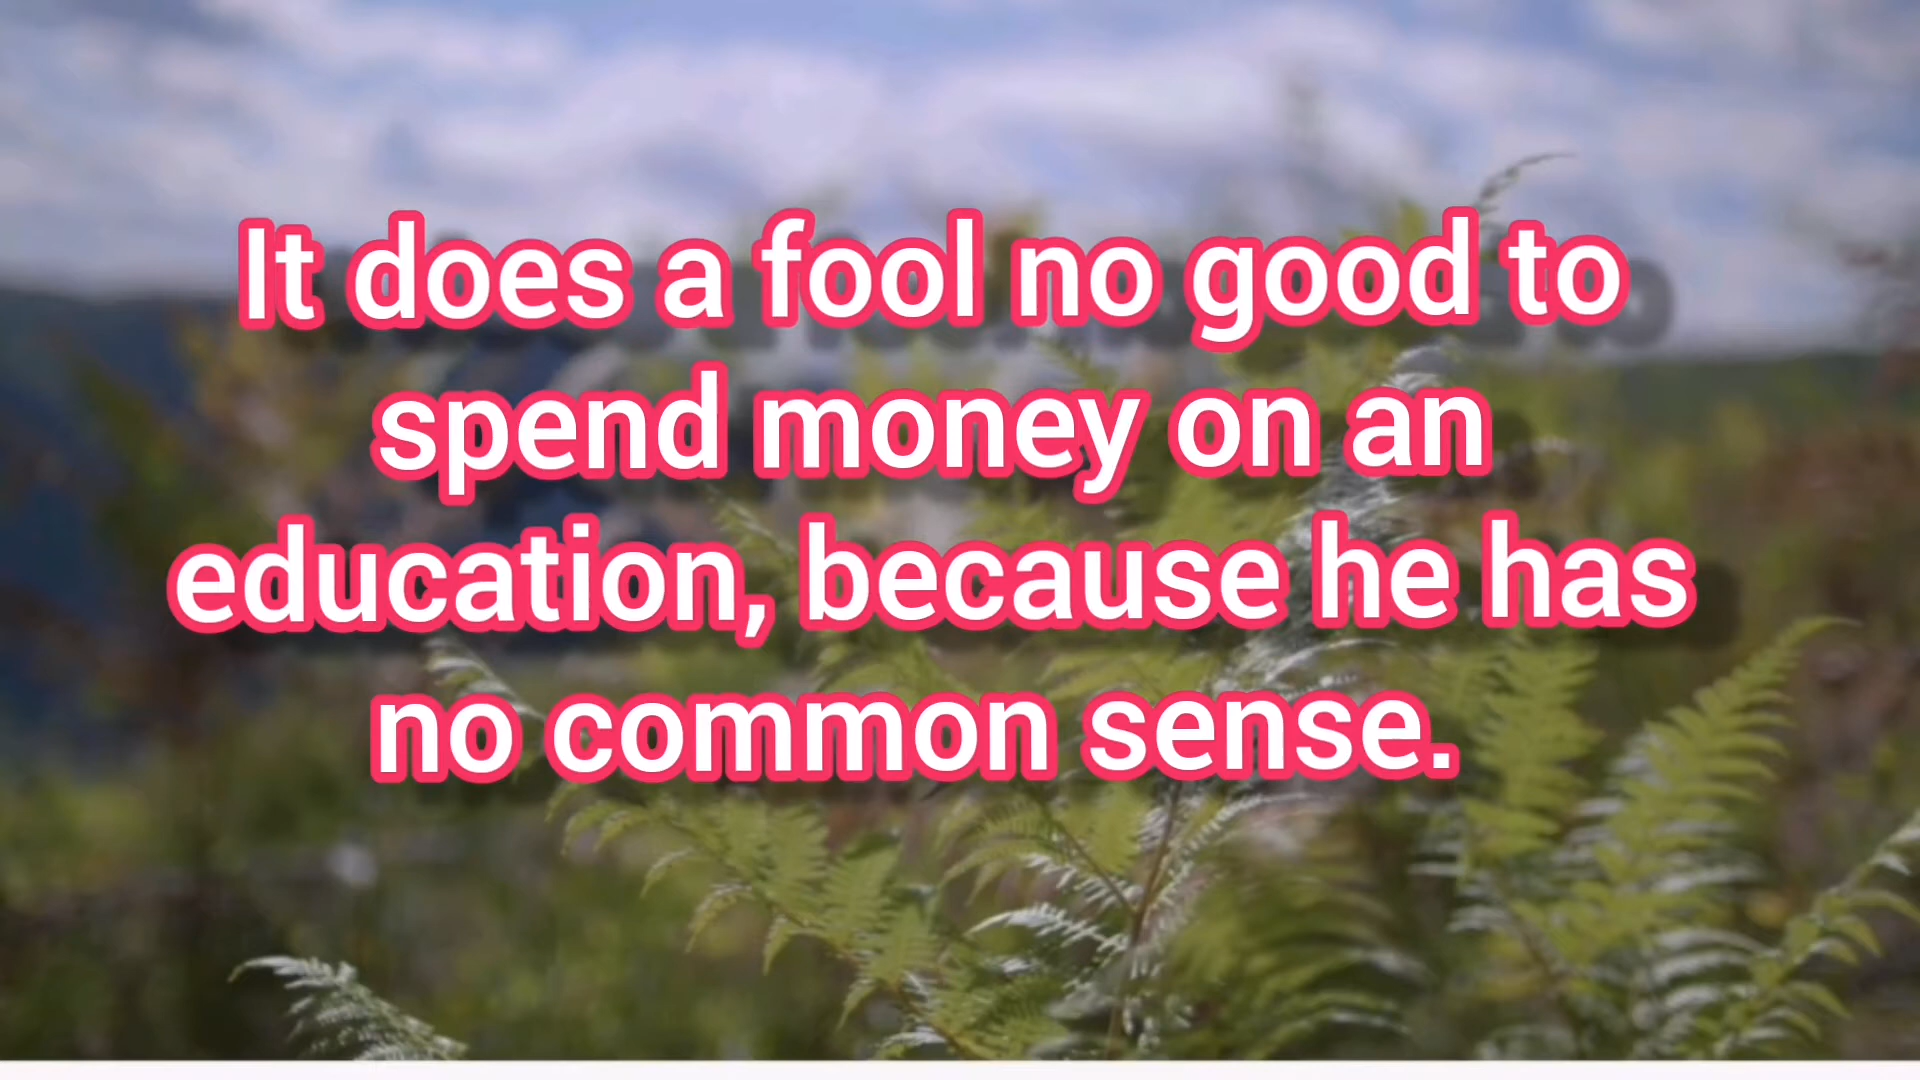 It does a fool no good to
spend money on an
education, because he has
no common sense.